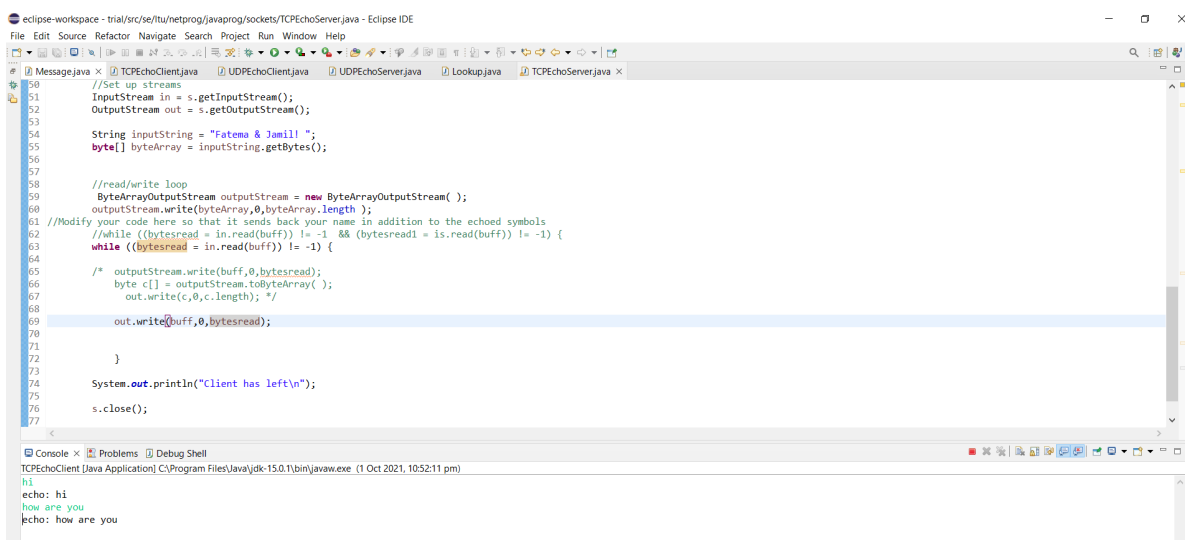 eclipse-workspace - trial/src/se/ltu/netprog/javaprog/sockets/TCPEchoServer.java - Eclipse IDE
File Edit Source Refactor Navigate Search Project Run Window Help
Message.java TCPEchoClient.java UDPEchoClient.java UDPEchoServer.java Lookup.java TCPEchoServer.java
50 //Set up streams
51 InputStream in = s.getInputStream();
52 OutputStream out = s.getOutputStream();
53
54 String inputString = "Fatema & Jamil! ";
55 byte[] byteArray = inputString.getBytes();
56
57
58 //read/write loop
59 ByteArrayOutputStream outputStream = new ByteArrayOutputStream( );
60 outputStream.write(byteArray,0,byteArray.length );
61 //Modify your code here so that it sends back your name in addition to the echoed symbols
62 //while ((bytesread = in.read(buff)) != -1 && (bytesread1 = is.read(buff)) != -1) {
63 while ((bytesread = in.read(buff)) != -1) {
64
65 /* outputStream.write(buff,0,bytesread);
66 byte c[] = outputStream.toByteArray( );
67 out.write(c,0,c.length); */
68
69 out.write(buff,0,bytesread);
70
71
72 }
73
74 System.out.println("Client has left\n");
75
76 s.close();
77
Console Problems Debug Shell
TCPEchoClient [Java Application] C:\Program Files\Java\jdk-15.0.1\bin\javaw.exe (1 Oct 2021, 10:52:11 pm)
hi
echo: hi
how are you
echo: how are you